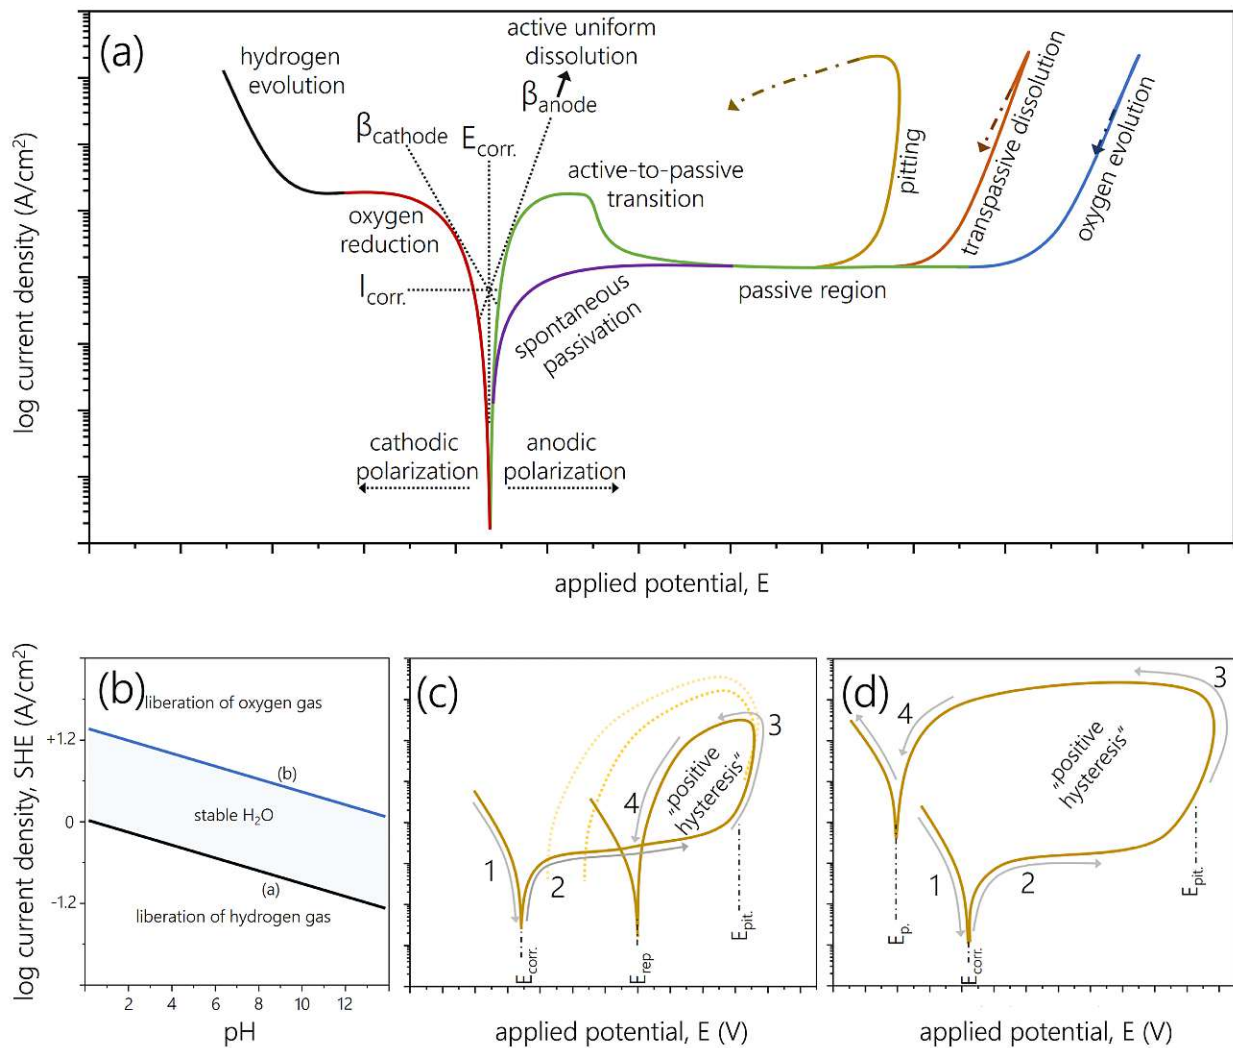 (a)
hydrogen
evolution
active uniform
dissolution
βcathode
Ecorr.
βanode
active-to-passive
transition
oxygen
reduction
Icorr.
spontaneous
passivation
passive region
pitting
transpassive dissolution
oxygen evolution
cathodic
polarization
anodic
polarization
log current density (A/cm²)
applied potential, E
(b)
liberation of oxygen gas
+1.2
(b)
stable H₂O
0
(a)
-1.2
liberation of hydrogen gas
2 4 6 8 10 12
pH
log current density, SHE (A/cm²)
(c)
3
„positive
hysteresis"
4
1
2
Ecorr.
Erep
Epit.
applied potential, E (V)
(d)
3
4
„positive
hysteresis"
1
2
Ep.
Ecorr.
Epit.
applied potential, E (V)